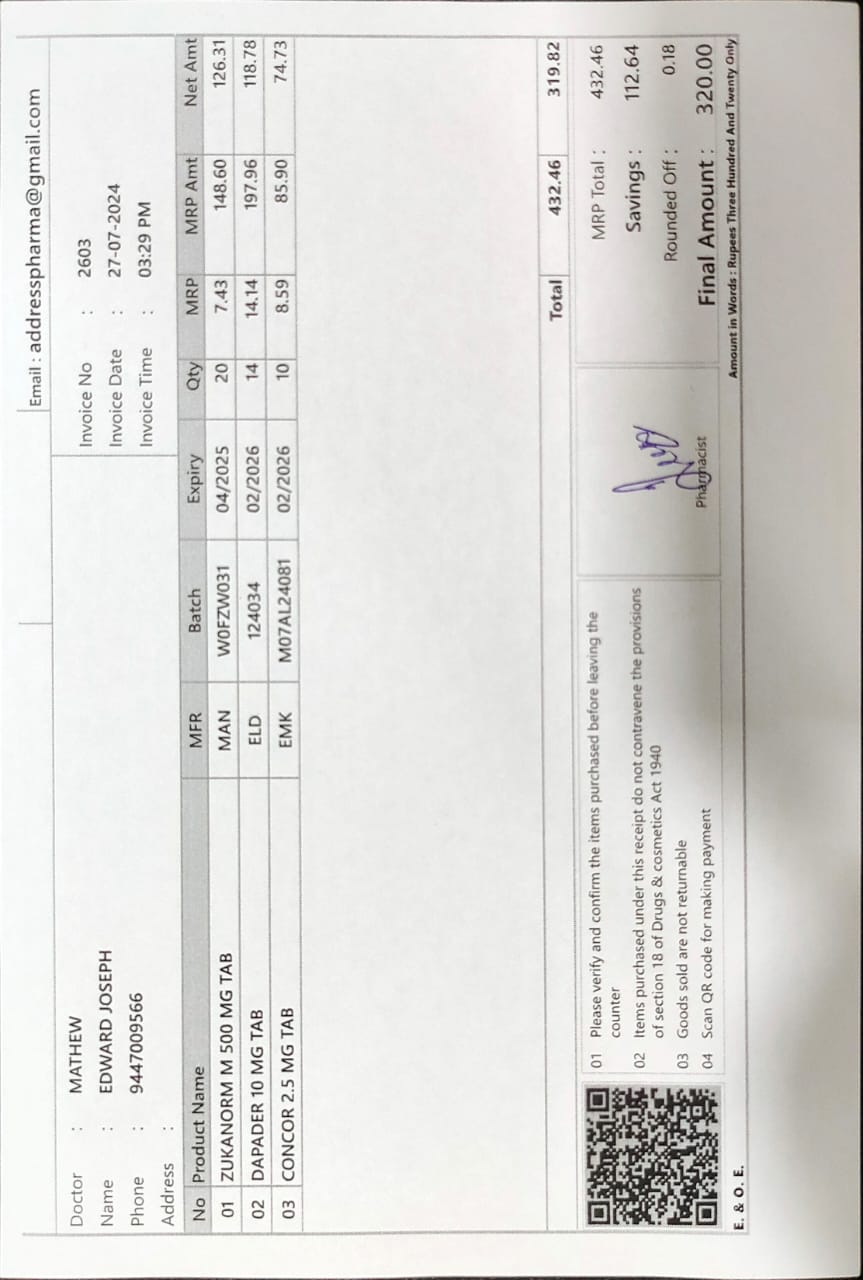 Email : addresspharma@gmail.com
Doctor : MATHEW
Name : EDWARD JOSEPH
Phone : 9447009566
Address :
Invoice No : 2603
Invoice Date : 27-07-2024
Invoice Time : 03:29 PM
No Product Name MFR Batch Expiry Qty MRP MRP Amt Net Amt
01 ZUKANORM M 500 MG TAB MAN W0FZW031 04/2025 20 7.43 148.60 126.31
02 DAPADER 10 MG TAB ELD 124034 02/2026 14 14.14 197.96 118.78
03 CONCOR 2.5 MG TAB EMK M07AL24081 02/2026 10 8.59 85.90 74.73
Total 432.46 319.82
01 Please verify and confirm the items purchased before leaving the
counter
02 Items purchased under this receipt do not contravene the provisions
of section 18 of Drugs & cosmetics Act 1940
03 Goods sold are not returnable
04 Scan QR code for making payment
Pharmacist
MRP Total : 432.46
Savings : 112.64
Rounded Off : 0.18
Final Amount : 320.00
E. & O. E.
Amount in Words : Rupees Three Hundred And Twenty Only